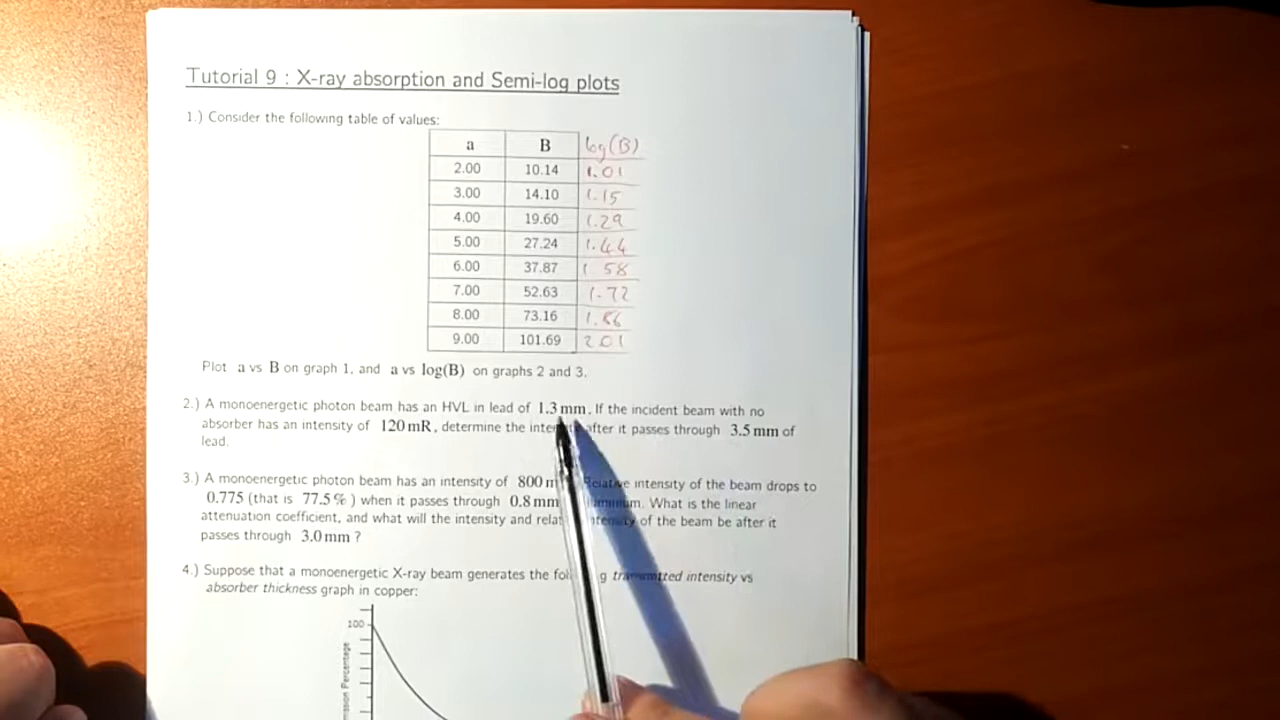 Tutorial 9 : X-ray absorption and Semi-log plots
1.) Consider the following table of values:
a B log(B)
2.00 10.14 1.01
3.00 14.10 1.15
4.00 19.60 1.29
5.00 27.24 1.44
6.00 37.87 1.58
7.00 52.63 1.72
8.00 73.16 1.86
9.00 101.69 2.01
Plot a vs B on graph 1, and a vs log(B) on graphs 2 and 3.
2.) A monoenergetic photon beam has an HVL in lead of 1.3 mm. If the incident beam with no
absorber has an intensity of 120 mR, determine the after it passes through 3.5 mm of
lead.
3.) A monoenergetic photon beam has an intensity of 800 Relative intensity of the beam drops to
0.775 (that is 77.5 %) when it passes through 0.8 mm What is the linear
attenuation coefficient, and what will the intensity and of the beam be after it
passes through 3.0 mm ?
4.) Suppose that a monoenergetic X-ray beam generates the transmitted intensity vs
absorber thickness graph in copper:
100
Percentage